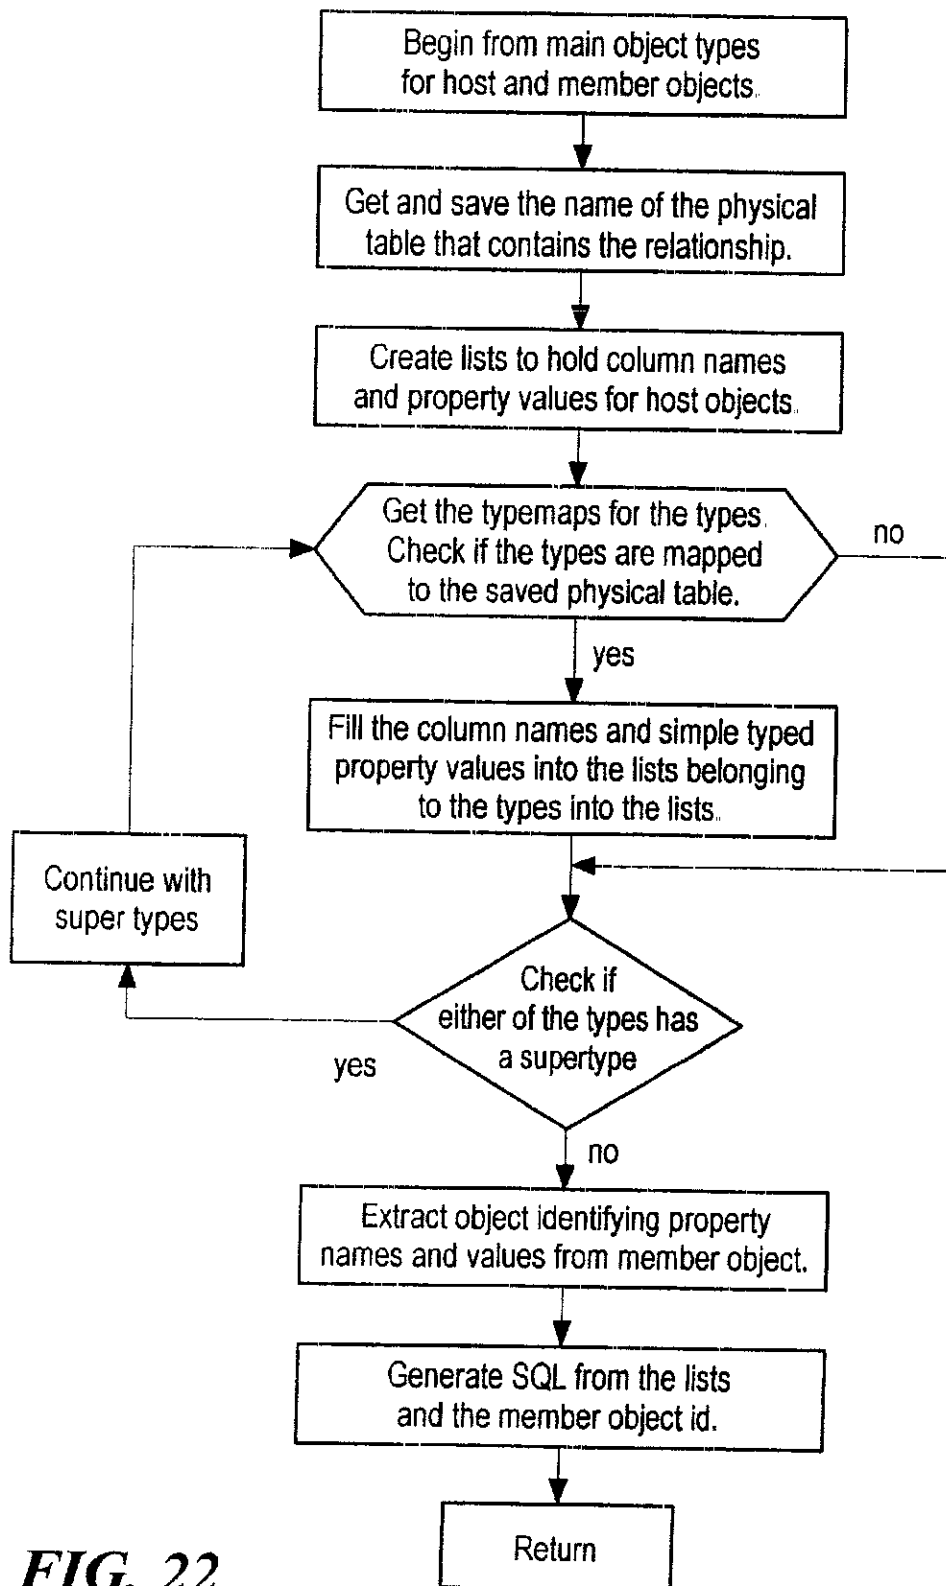 Begin from main object types
for host and member objects.
Get and save the name of the physical
table that contains the relationship.
Create lists to hold column names
and property values for host objects.
Get the typemaps for the types.
Check if the types are mapped
to the saved physical table.
no
yes
Fill the column names and simple typed
property values into the lists belonging
to the types into the lists.
Continue with
super types
Check if
either of the types has
a supertype
yes
no
Extract object identifying property
names and values from member object.
Generate SQL from the lists
and the member object id.
Return
FIG. 22